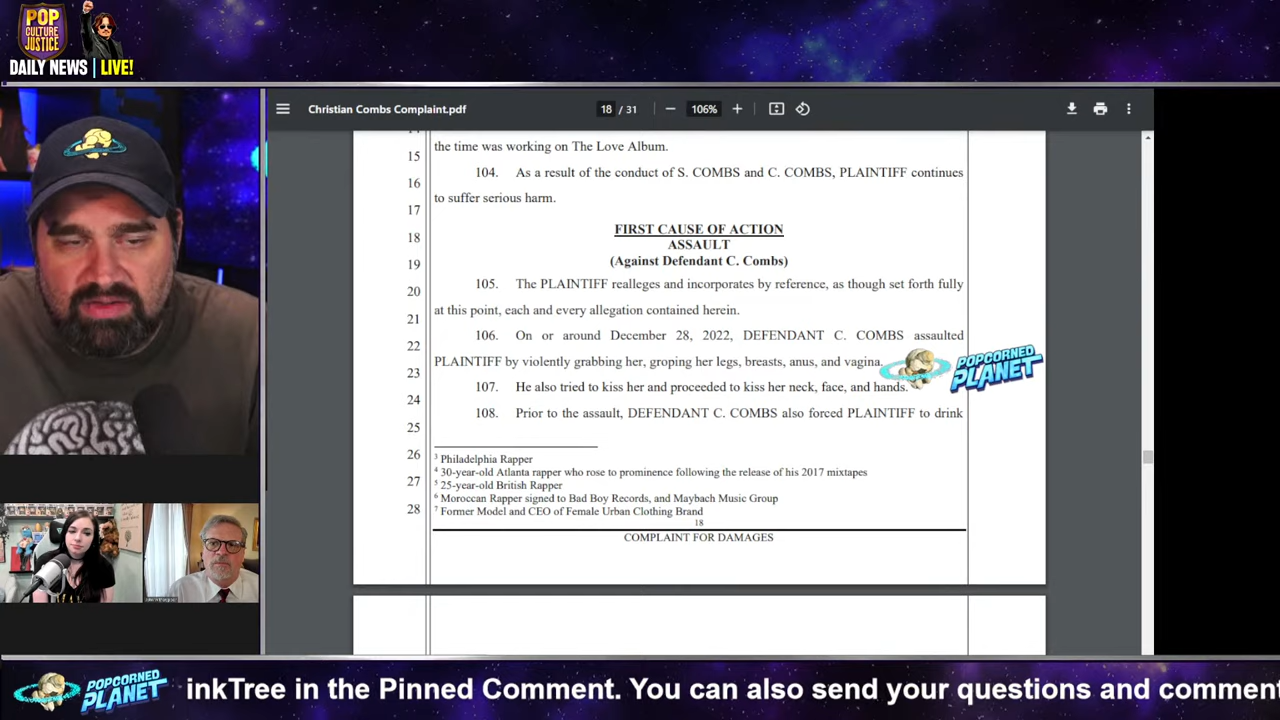 POP
CULTURE
JUSTICE
DAILY NEWS | LIVE!
Christian Combs Complaint.pdf
18 / 31
106%
the time was working on The Love Album.
15
104. As a result of the conduct of S. COMBS and C. COMBS, PLAINTIFF continues
16
to suffer serious harm.
17
FIRST CAUSE OF ACTION
18
ASSAULT
19
(Against Defendant C. Combs)
20
105. The PLAINTIFF realleges and incorporates by reference, as though set forth fully
21
at this point, each and every allegation contained herein.
22
106. On or around December 28, 2022, DEFENDANT C. COMBS assaulted
23
PLAINTIFF by violently grabbing her, groping her legs, breasts, anus, and vagina.
POPCORNED
PLANET
24
107. He also tried to kiss her and proceeded to kiss her neck, face, and hands.
25
108. Prior to the assault, DEFENDANT C. COMBS also forced PLAINTIFF to drink
26
3 Philadelphia Rapper
4 30-year-old Atlanta rapper who rose to prominence following the release of his 2017 mixtapes
27
5 25-year-old British Rapper
6 Moroccan Rapper signed to Bad Boy Records, and Maybach Music Group
28
7 Former Model and CEO of Female Urban Clothing Brand
18
COMPLAINT FOR DAMAGES
POPCORNED
PLANET
inkTree in the Pinned Comment. You can also send your questions and comment